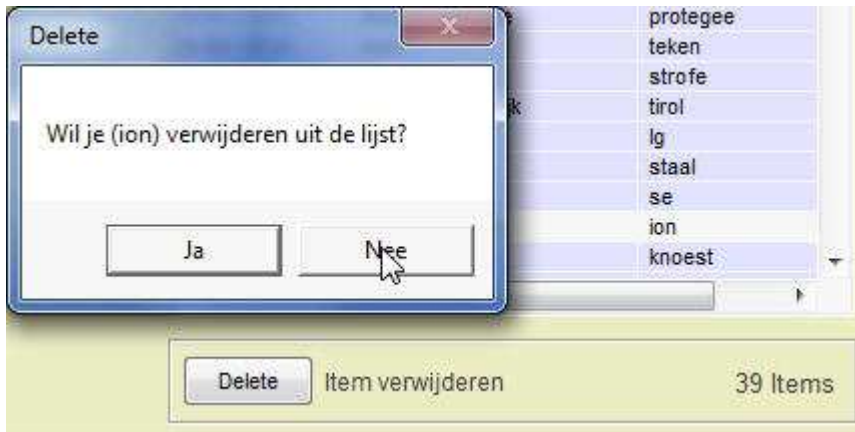 Delete
Wil je (ion) verwijderen uit de lijst?
Ja
Nee
protegee
teken
strofe
tirol
lg
staal
se
ion
knoest
Delete
Item verwijderen
39 Items